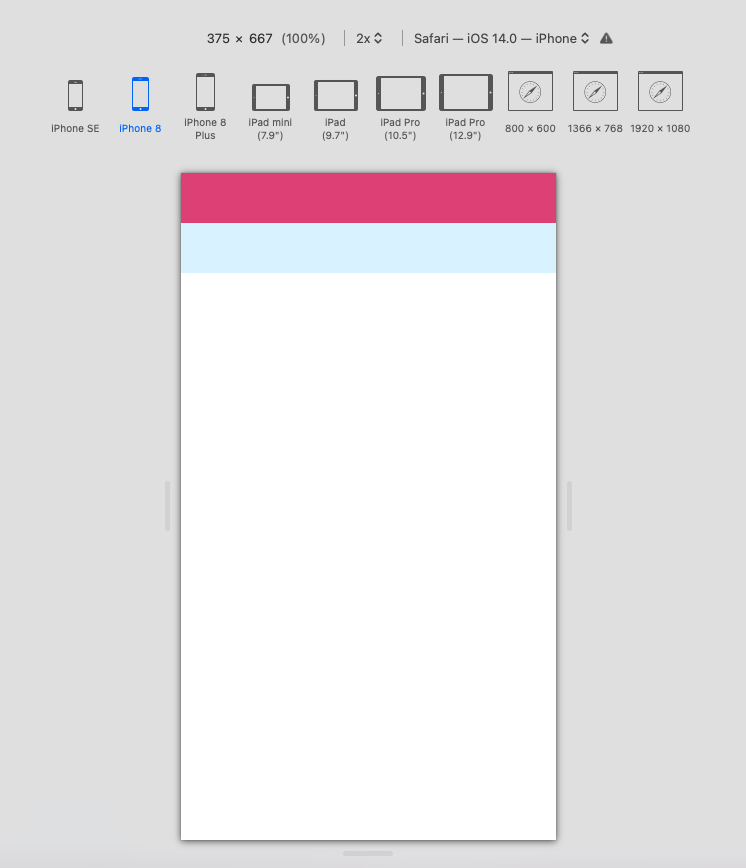 375 × 667 (100%) 2x Safari — iOS 14.0 — iPhone
iPhone SE
iPhone 8
iPhone 8
Plus
iPad mini
(7.9")
iPad
(9.7")
iPad Pro
(10.5")
iPad Pro
(12.9")
800 × 600
1366 × 768
1920 × 1080